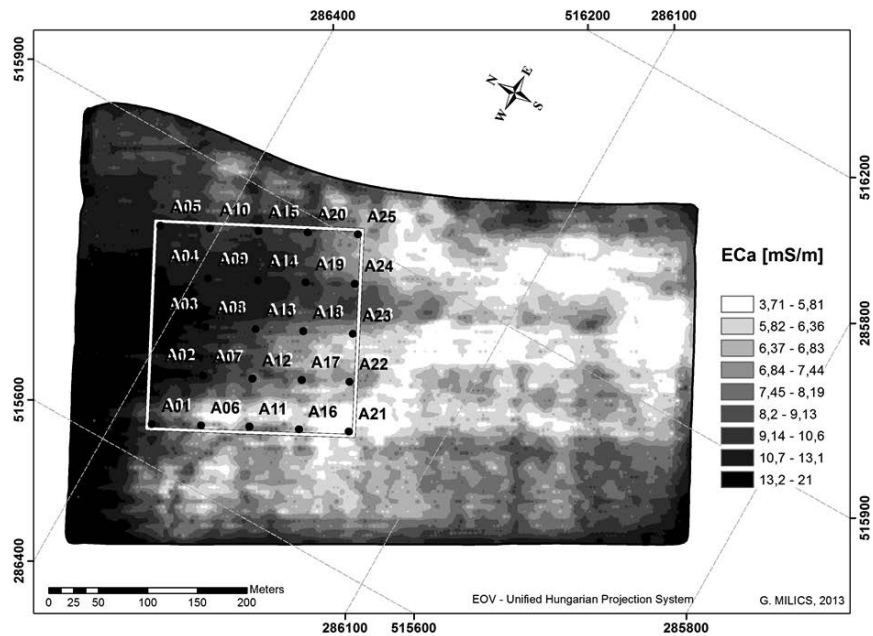 286400
516200
286100
515900
N
E
W
S
516200
A05 A10 A15 A20 A25
A04 A09 A14 A19 A24
A03 A08 A13 A18 A23
A02 A07 A12 A17 A22
A01 A06 A11 A16 A21
ECa [mS/m]
3,71 - 5,81
5,82 - 6,36
6,37 - 6,83
6,84 - 7,44
7,45 - 8,19
8,2 - 9,13
9,14 - 10,6
10,7 - 13,1
13,2 - 21
285800
515600
515900
286400
Meters
0 25 50 100 150 200
EOV - Unified Hungarian Projection System
G. MILICS, 2013
286100
515600
285800